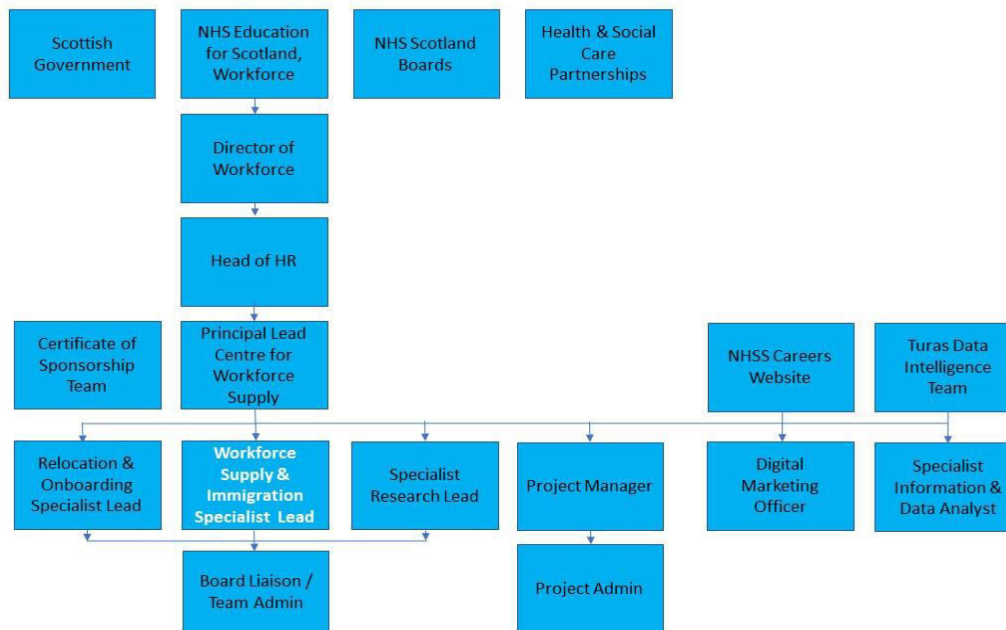 Scottish
Government
NHS Education
for Scotland,
Workforce
NHS Scotland
Boards
Health & Social
Care
Partnerships
Director of
Workforce
Head of HR
Certificate of
Sponsorship
Team
Principal Lead
Centre for
Workforce
Supply
NHSS Careers
Website
Turas Data
Intelligence
Team
Relocation &
Onboarding
Specialist Lead
Workforce
Supply &
Immigration
Specialist Lead
Specialist
Research Lead
Project Manager
Digital
Marketing
Officer
Specialist
Information &
Data Analyst
Board Liaison /
Team Admin
Project Admin